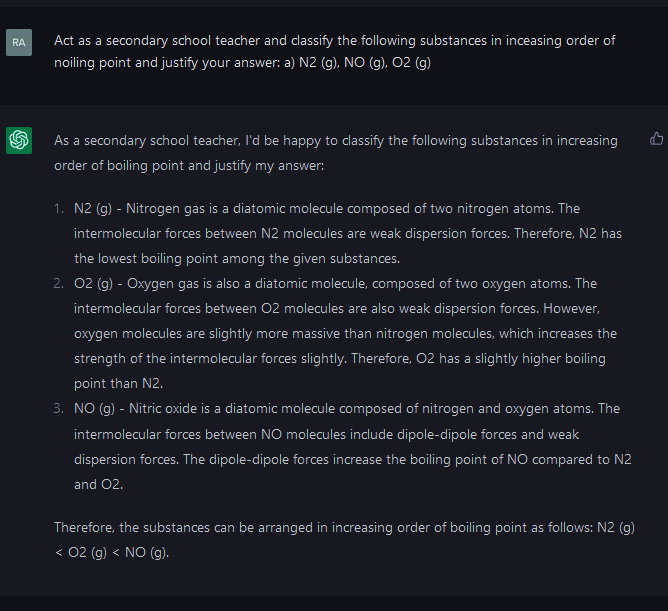 RA
Act as a secondary school teacher and classify the following substances in inceasing order of
noiling point and justify your answer: a) N2 (g), NO (g), O2 (g)
As a secondary school teacher, I'd be happy to classify the following substances in increasing
order of boiling point and justify my answer:
1. N2 (g) - Nitrogen gas is a diatomic molecule composed of two nitrogen atoms. The
intermolecular forces between N2 molecules are weak dispersion forces. Therefore, N2 has
the lowest boiling point among the given substances.
2. O2 (g) - Oxygen gas is also a diatomic molecule, composed of two oxygen atoms. The
intermolecular forces between O2 molecules are also weak dispersion forces. However,
oxygen molecules are slightly more massive than nitrogen molecules, which increases the
strength of the intermolecular forces slightly. Therefore, O2 has a slightly higher boiling
point than N2.
3. NO (g) - Nitric oxide is a diatomic molecule composed of nitrogen and oxygen atoms. The
intermolecular forces between NO molecules include dipole-dipole forces and weak
dispersion forces. The dipole-dipole forces increase the boiling point of NO compared to N2
and O2.
Therefore, the substances can be arranged in increasing order of boiling point as follows: N2 (g)
< O2 (g) < NO (g).